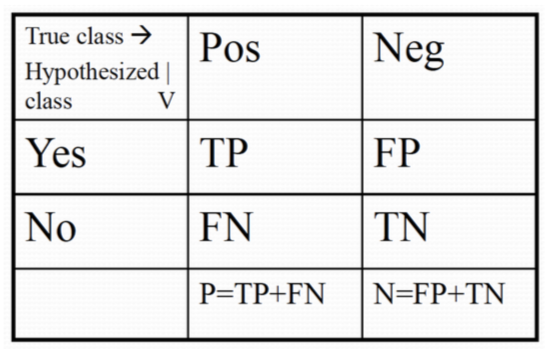 True class → Pos Neg
Hypothesized |
class V
Yes TP FP
No FN TN
P=TP+FN N=FP+TN